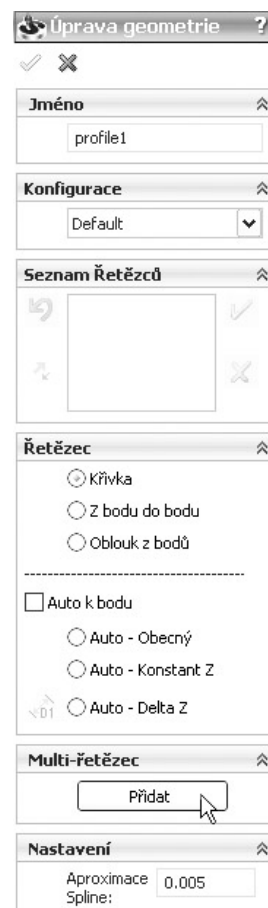 Úprava geometrie ?
Jméno
profile1
Konfigurace
Default
Seznam Řetězců
Řetězec
Křivka
Z bodu do bodu
Oblouk z bodů
Auto k bodu
Auto - Obecný
Auto - Konstant Z
D1 Auto - Delta Z
Multi-řetězec
Přidat
Nastavení
Aproximace 0.005
Spline: